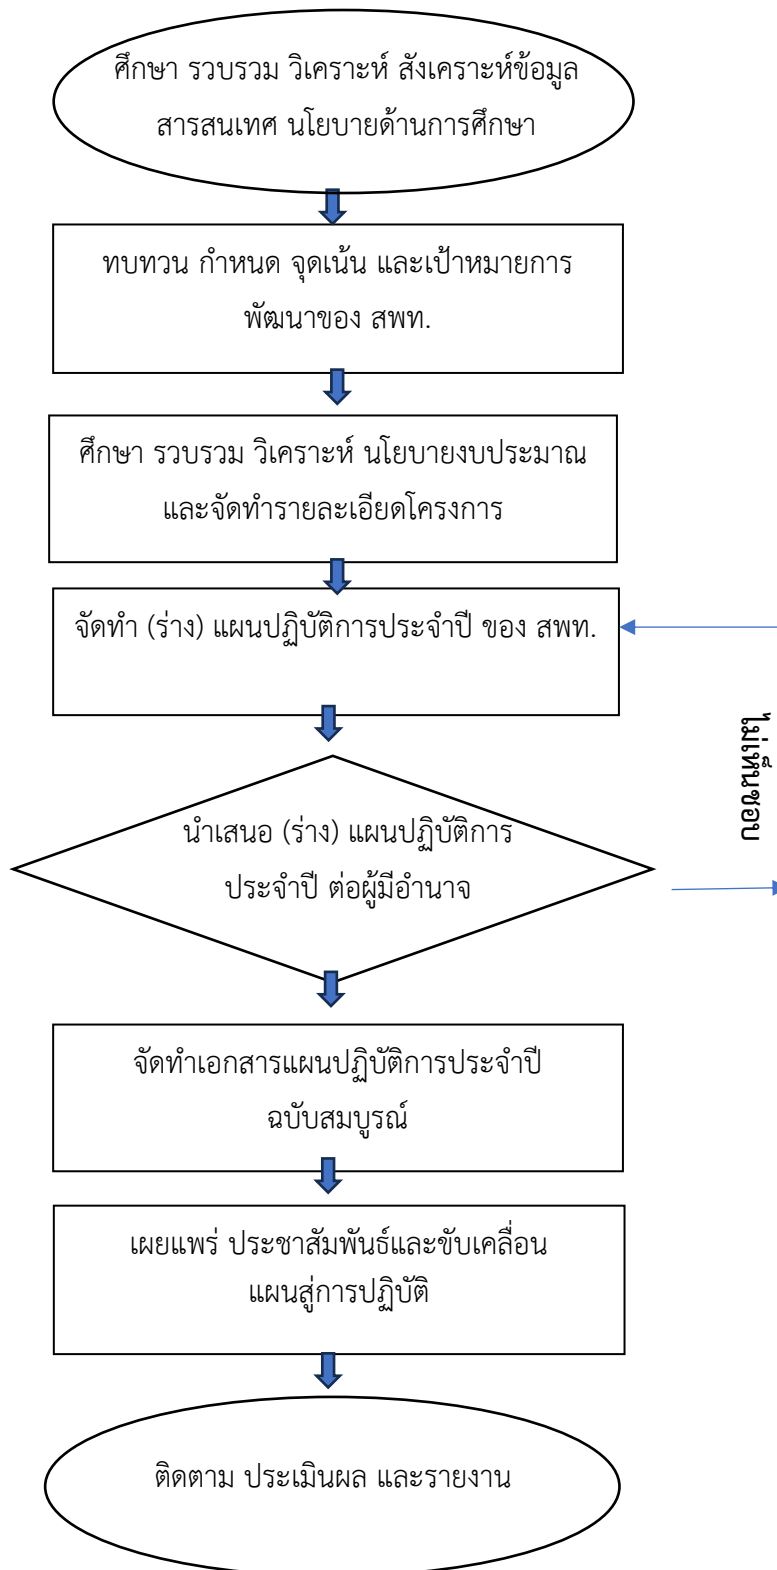 ศึกษา รวบรวม วิเคราะห์ สังเคราะห์ข้อมูล
สารสนเทศ นโยบายด้านการศึกษา
ทบทวน กำหนด จุดเน้น และเป้าหมายการ
พัฒนาของ สพท.
ศึกษา รวบรวม วิเคราะห์ นโยบายงบประมาณ
และจัดทำรายละเอียดโครงการ
จัดทำ (ร่าง) แผนปฏิบัติการประจำปี ของ สพท.
ไม่เห็นชอบ
นำเสนอ (ร่าง) แผนปฏิบัติการ
ประจำปี ต่อผู้มีอำนาจ
จัดทำเอกสารแผนปฏิบัติการประจำปี
ฉบับสมบูรณ์
เผยแพร่ ประชาสัมพันธ์และขับเคลื่อน
แผนสู่การปฏิบัติ
ติดตาม ประเมินผล และรายงาน